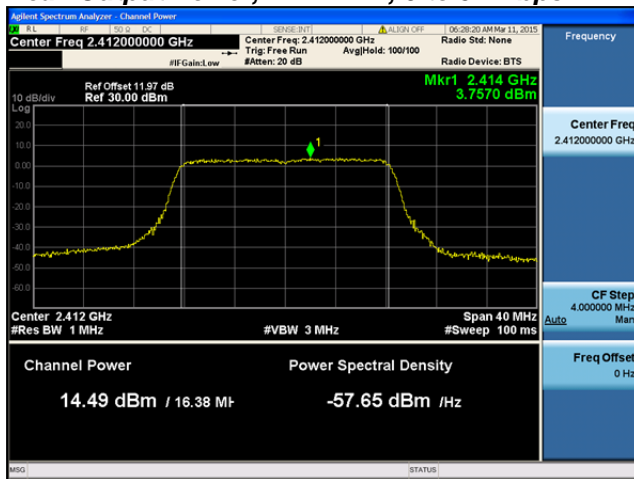 Agilent Spectrum Analyzer - Channel Power
RL RF 50 Ω DC SENSE:INT ALIGN OFF 06:28:20 AM Mar 11, 2015
Center Freq 2.412000000 GHz
Center Freq: 2.412000000 GHz
Radio Std: None
Trig: Free Run Avg|Hold: 100/100
#IFGain:Low #Atten: 20 dB Radio Device: BTS
Mkr1 2.414 GHz
3.7570 dBm
Ref Offset 11.97 dB
10 dB/div Ref 30.00 dBm
Log
20.0
10.0
1
0.00
-10.0
-20.0
-30.0
-40.0
-50.0
-60.0
Center 2.412 GHz Span 40 MHz
#Res BW 1 MHz #VBW 3 MHz #Sweep 100 ms
Channel Power Power Spectral Density
14.49 dBm / 16.38 MH -57.65 dBm /Hz
MSG STATUS
Frequency
Center Freq
2.412000000 GHz
CF Step
4.000000 MHz
Auto Man
Freq Offset
0 Hz